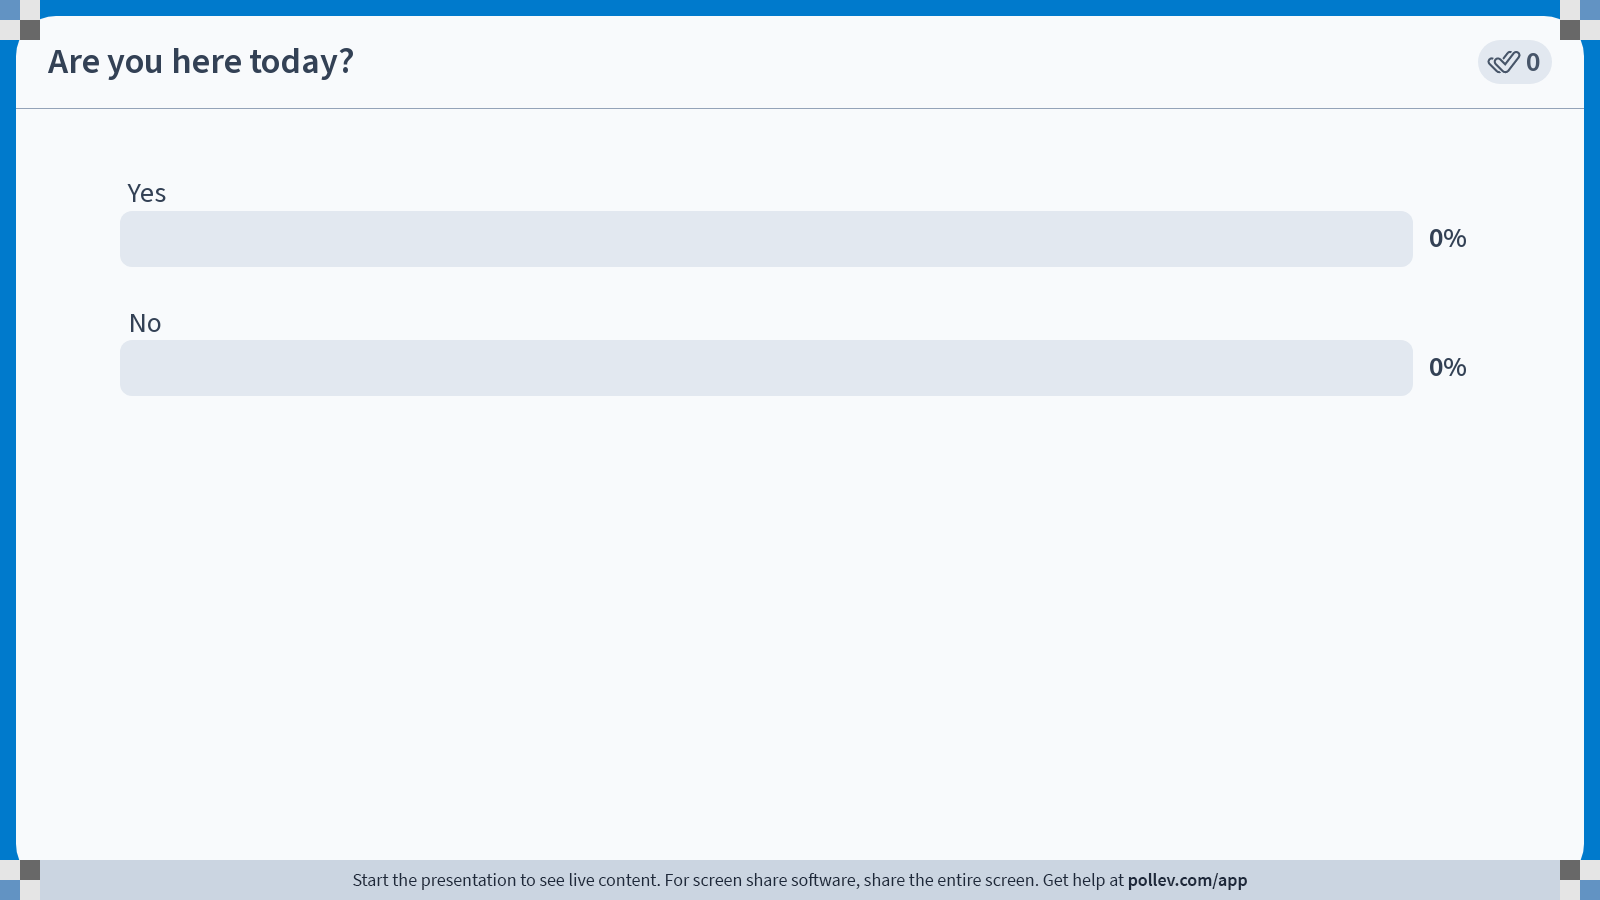 Are you here today?
0
Yes
0%
No
0%
Start the presentation to see live content. For screen share software, share the entire screen. Get help at pollev.com/app